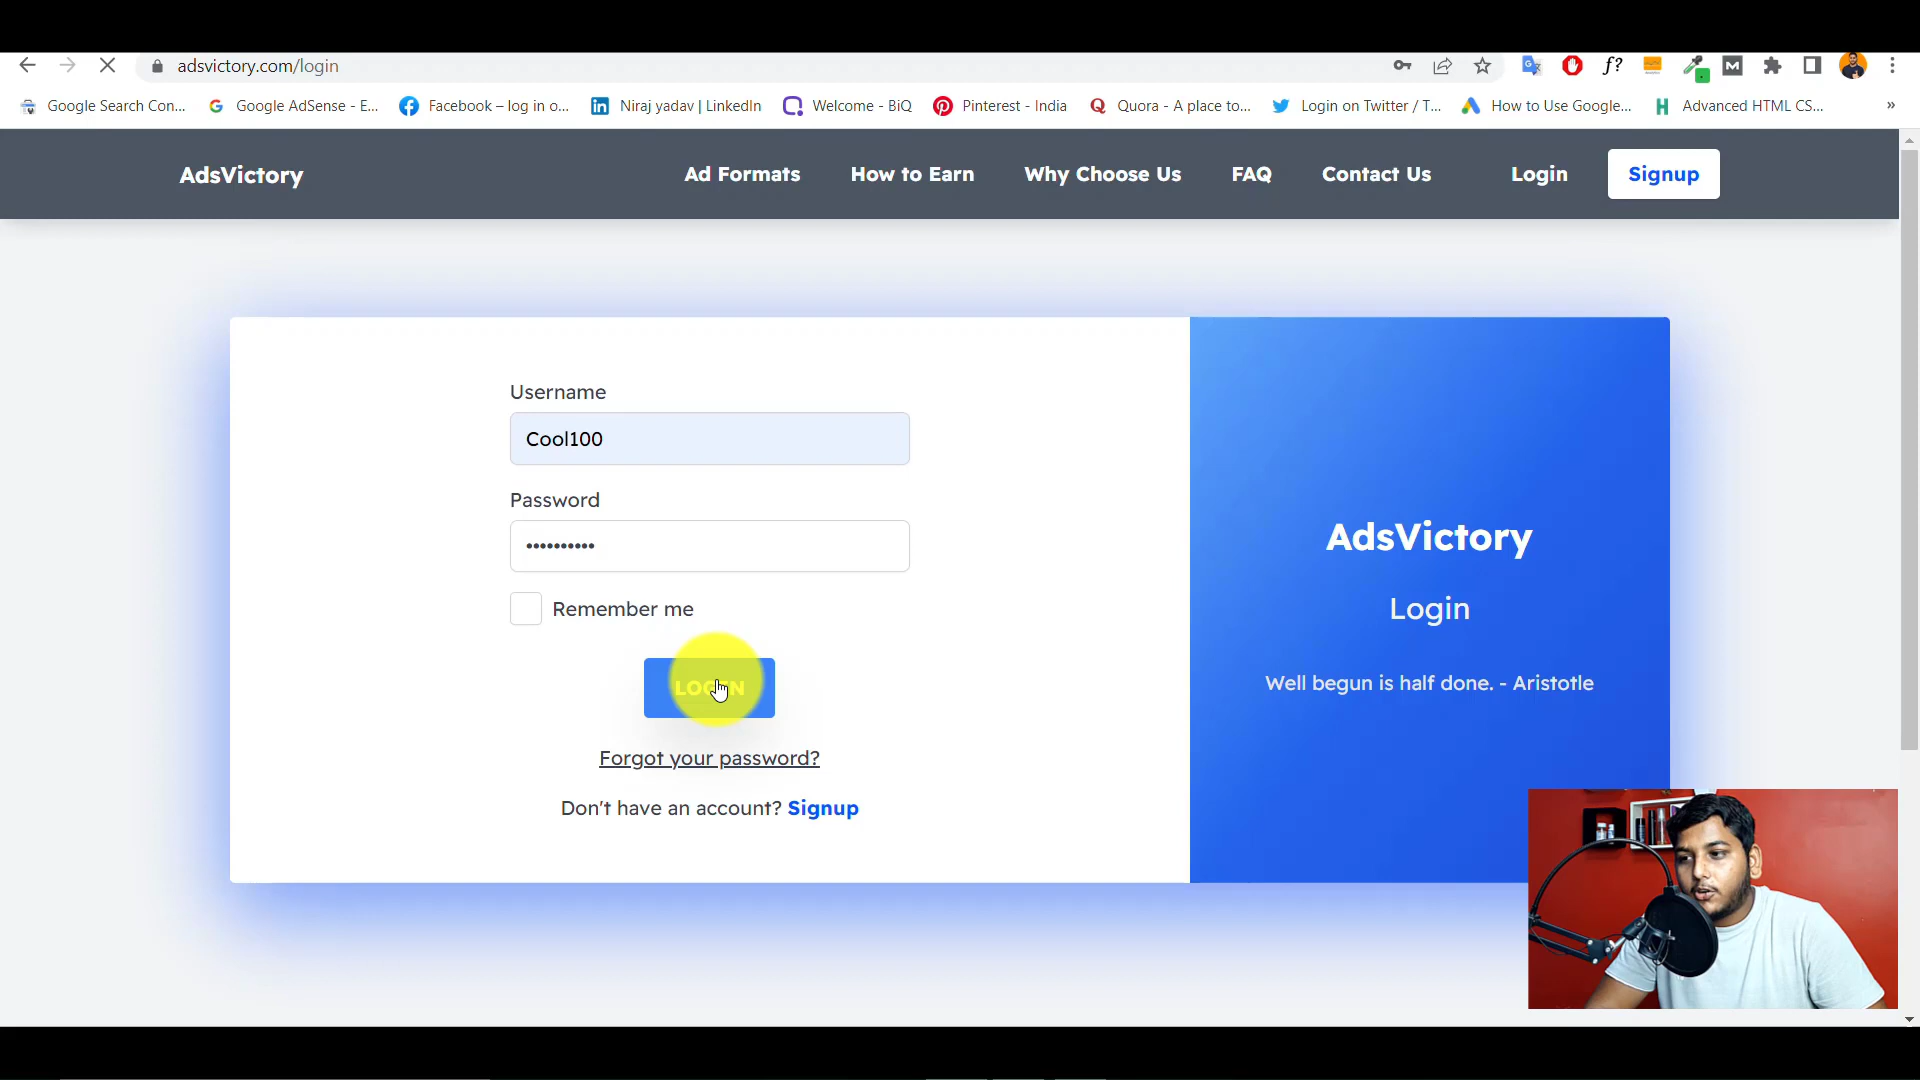 adsvictory.com/login
Google Search Con... Google AdSense - E... Facebook – log in o... Niraj yadav | LinkedIn Welcome - BiQ Pinterest - India Quora - A place to... Login on Twitter / T... How to Use Google... Advanced HTML CS... »
AdsVictory Ad Formats How to Earn Why Choose Us FAQ Contact Us Login Signup
Username
Cool100
Password
••••••••••
Remember me
LOGIN
Forgot your password?
Don't have an account? Signup
AdsVictory
Login
Well begun is half done. - Aristotle